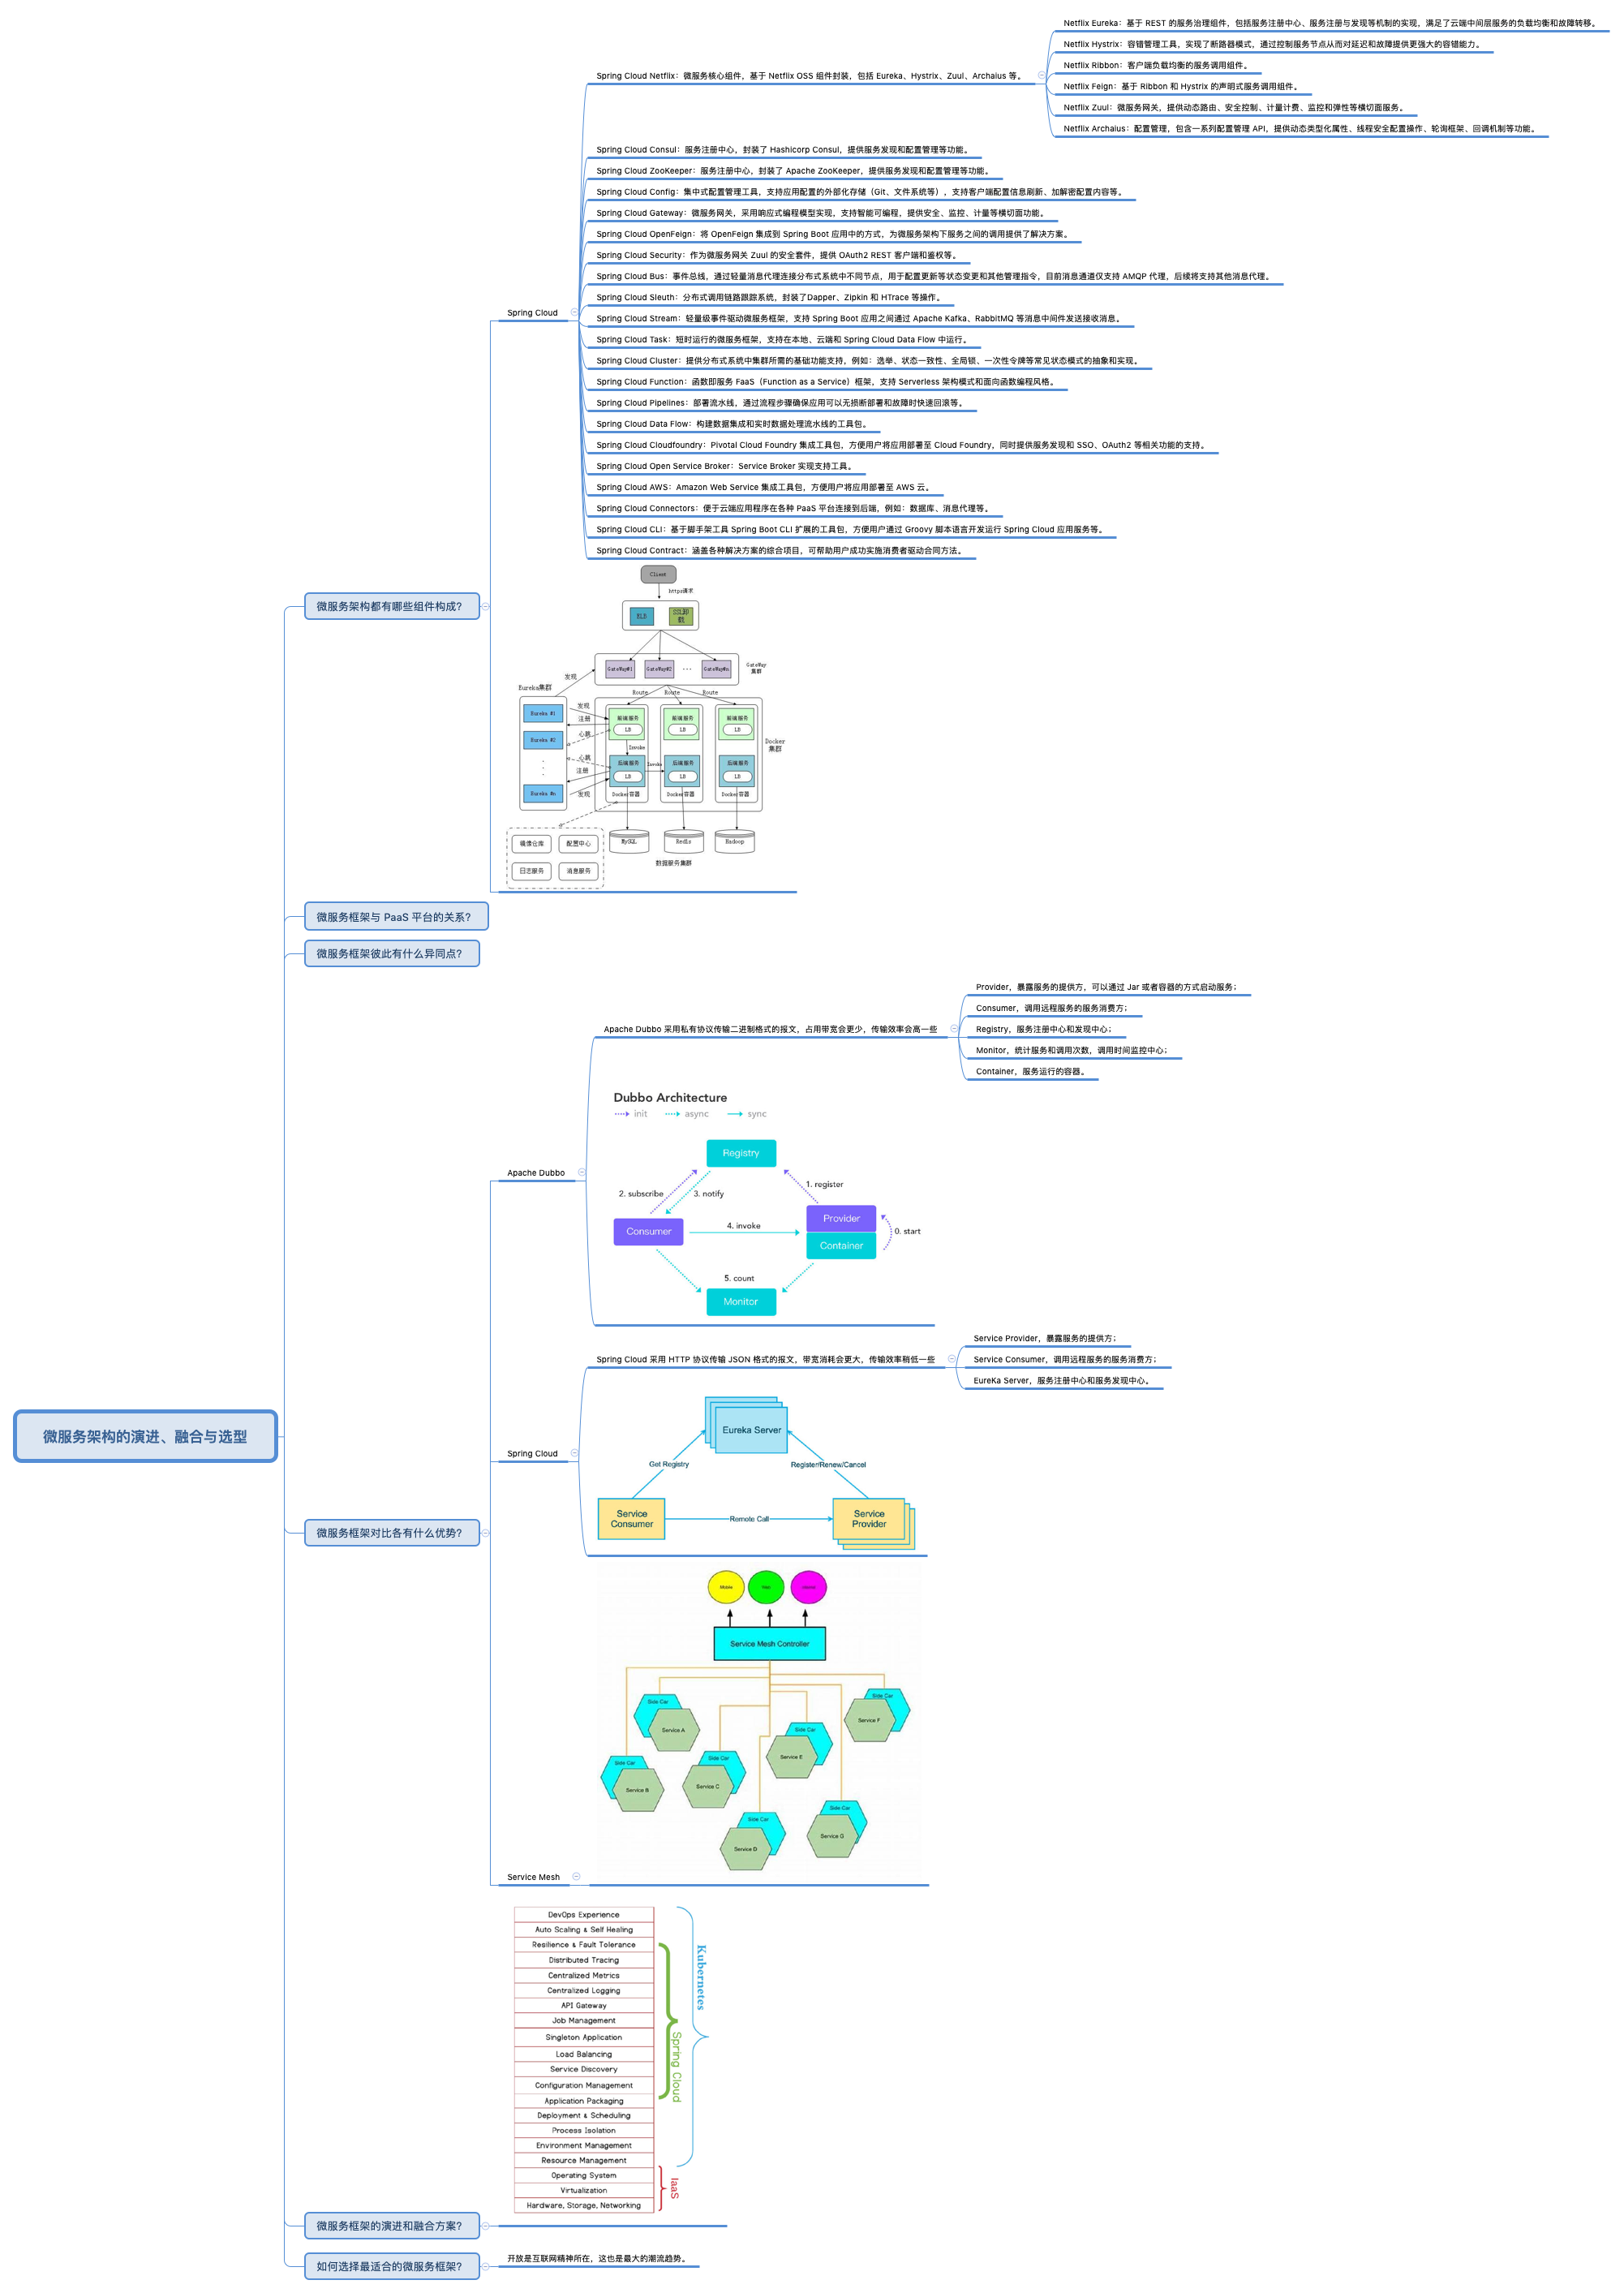 微服务架构的演进、融合与选型
微服务架构都有哪些组件构成？
Spring Cloud
Spring Cloud Netflix：微服务核心组件，基于 Netflix OSS 组件封装，包括 Eureka、Hystrix、Zuul、Archaius 等。
Netflix Eureka：基于 REST 的服务治理组件，包括服务注册中心、服务注册与发现等机制的实现，满足了云端中间层服务的负载均衡和故障转移。
Netflix Hystrix：容错管理工具，实现了断路器模式，通过控制服务节点从而对延迟和故障提供更强大的容错能力。
Netflix Ribbon：客户端负载均衡的服务调用组件。
Netflix Feign：基于 Ribbon 和 Hystrix 的声明式服务调用组件。
Netflix Zuul：微服务网关，提供动态路由、安全控制、计量计费、监控和弹性等横切面服务。
Netflix Archaius：配置管理，包含一系列配置管理 API，提供动态类型化属性、线程安全配置操作、轮询框架、回调机制等功能。
Spring Cloud Consul：服务注册中心，封装了 Hashicorp Consul，提供服务发现和配置管理等功能。
Spring Cloud ZooKeeper：服务注册中心，封装了 Apache ZooKeeper，提供服务发现和配置管理等功能。
Spring Cloud Config：集中式配置管理工具，支持应用配置的外部化存储（Git、文件系统等），支持客户端配置信息刷新、加解密配置内容等。
Spring Cloud Gateway：微服务网关，采用响应式编程模型实现，支持智能可编程，提供安全、监控、计量等横切面功能。
Spring Cloud OpenFeign：将 OpenFeign 集成到 Spring Boot 应用中的方式，为微服务架构下服务之间的调用提供了解决方案。
Spring Cloud Security：作为微服务网关 Zuul 的安全套件，提供 OAuth2 REST 客户端和鉴权等。
Spring Cloud Bus：事件总线，通过轻量消息代理连接分布式系统中不同节点，用于配置更新等状态变更和其他管理指令，目前消息通道仅支持 AMQP 代理，后续将支持其他消息代理。
Spring Cloud Sleuth：分布式调用链路跟踪系统，封装了Dapper、Zipkin 和 HTrace 等操作。
Spring Cloud Stream：轻量级事件驱动微服务框架，支持 Spring Boot 应用之间通过 Apache Kafka、RabbitMQ 等消息中间件发送接收消息。
Spring Cloud Task：短时运行的微服务框架，支持在本地、云端和 Spring Cloud Data Flow 中运行。
Spring Cloud Cluster：提供分布式系统中集群所需的基础功能支持，例如：选举、状态一致性、全局锁、一次性令牌等常见状态模式的抽象和实现。
Spring Cloud Function：函数即服务 FaaS（Function as a Service）框架，支持 Serverless 架构模式和面向函数编程风格。
Spring Cloud Pipelines：部署流水线，通过流程步骤确保应用可以无损断部署和故障时快速回滚等。
Spring Cloud Data Flow：构建数据集成和实时数据处理流水线的工具包。
Spring Cloud Cloudfoundry：Pivotal Cloud Foundry 集成工具包，方便用户将应用部署至 Cloud Foundry，同时提供服务发现和 SSO、OAuth2 等相关功能的支持。
Spring Cloud Open Service Broker：Service Broker 实现支持工具。
Spring Cloud AWS：Amazon Web Service 集成工具包，方便用户将应用部署至 AWS 云。
Spring Cloud Connectors：便于云端应用程序在各种 PaaS 平台连接到后端，例如：数据库、消息代理等。
Spring Cloud CLI：基于脚手架工具 Spring Boot CLI 扩展的工具包，方便用户通过 Groovy 脚本语言开发运行 Spring Cloud 应用服务等。
Spring Cloud Contract：涵盖各种解决方案的综合项目，可帮助用户成功实施消费者驱动合同方法。
Client
https请求
SSL卸
载
GateWay#1
GateWay#2
...
GateWay#n
GateWay
集群
Eureka集群
发现
Route
Route
Route
Eureka #1
发现
注册
前端服务
LB
前端服务
LB
前端服务
LB
Eureka #2
心跳
Invoke
Docker
集群
心跳
注册
后端服务
LB
Invoke
后端服务
LB
后端服务
LB
Eureka #n
发现
Docker容器
Docker容器
Docker容器
镜像仓库
配置中心
日志服务
消息服务
MySQL
Redis
Hadoop
数据服务集群
微服务框架与 PaaS 平台的关系？
微服务框架彼此有什么异同点？
微服务框架对比各有什么优势？
Apache Dubbo
Apache Dubbo 采用私有协议传输二进制格式的报文，占用带宽会更少，传输效率会高一些
Provider，暴露服务的提供方，可以通过 Jar 或者容器的方式启动服务；
Consumer，调用远程服务的服务消费方；
Registry，服务注册中心和发现中心；
Monitor，统计服务和调用次数，调用时间监控中心；
Container，服务运行的容器。
Dubbo Architecture
init
async
sync
Registry
2. subscribe
3. notify
1. register
Consumer
4. invoke
Provider
Container
0. start
5. count
Monitor
Spring Cloud
Spring Cloud 采用 HTTP 协议传输 JSON 格式的报文，带宽消耗会更大，传输效率稍低一些
Service Provider，暴露服务的提供方；
Service Consumer，调用远程服务的服务消费方；
EureKa Server，服务注册中心和服务发现中心。
Eureka Server
Get Registry
Register/Renew/Cancel
Service
Consumer
Remote Call
Service
Provider
Service Mesh
Mobile
Web
Service Mesh Controller
Side Car
Service A
Side Car
Service B
Side Car
Service C
Side Car
Service D
Side Car
Service E
Side Car
Service F
Side Car
Service G
微服务框架的演进和融合方案？
DevOps Experience
Auto Scaling & Self Healing
Resilience & Fault Tolerance
Distributed Tracing
Centralized Metrics
Centralized Logging
API Gateway
Job Management
Singleton Application
Load Balancing
Service Discovery
Configuration Management
Application Packaging
Deployment & Scheduling
Process Isolation
Environment Management
Resource Management
Operating System
Virtualization
Hardware, Storage, Networking
Kubernetes
Spring Cloud
IaaS
如何选择最适合的微服务框架？
开放是互联网精神所在，这也是最大的潮流趋势。